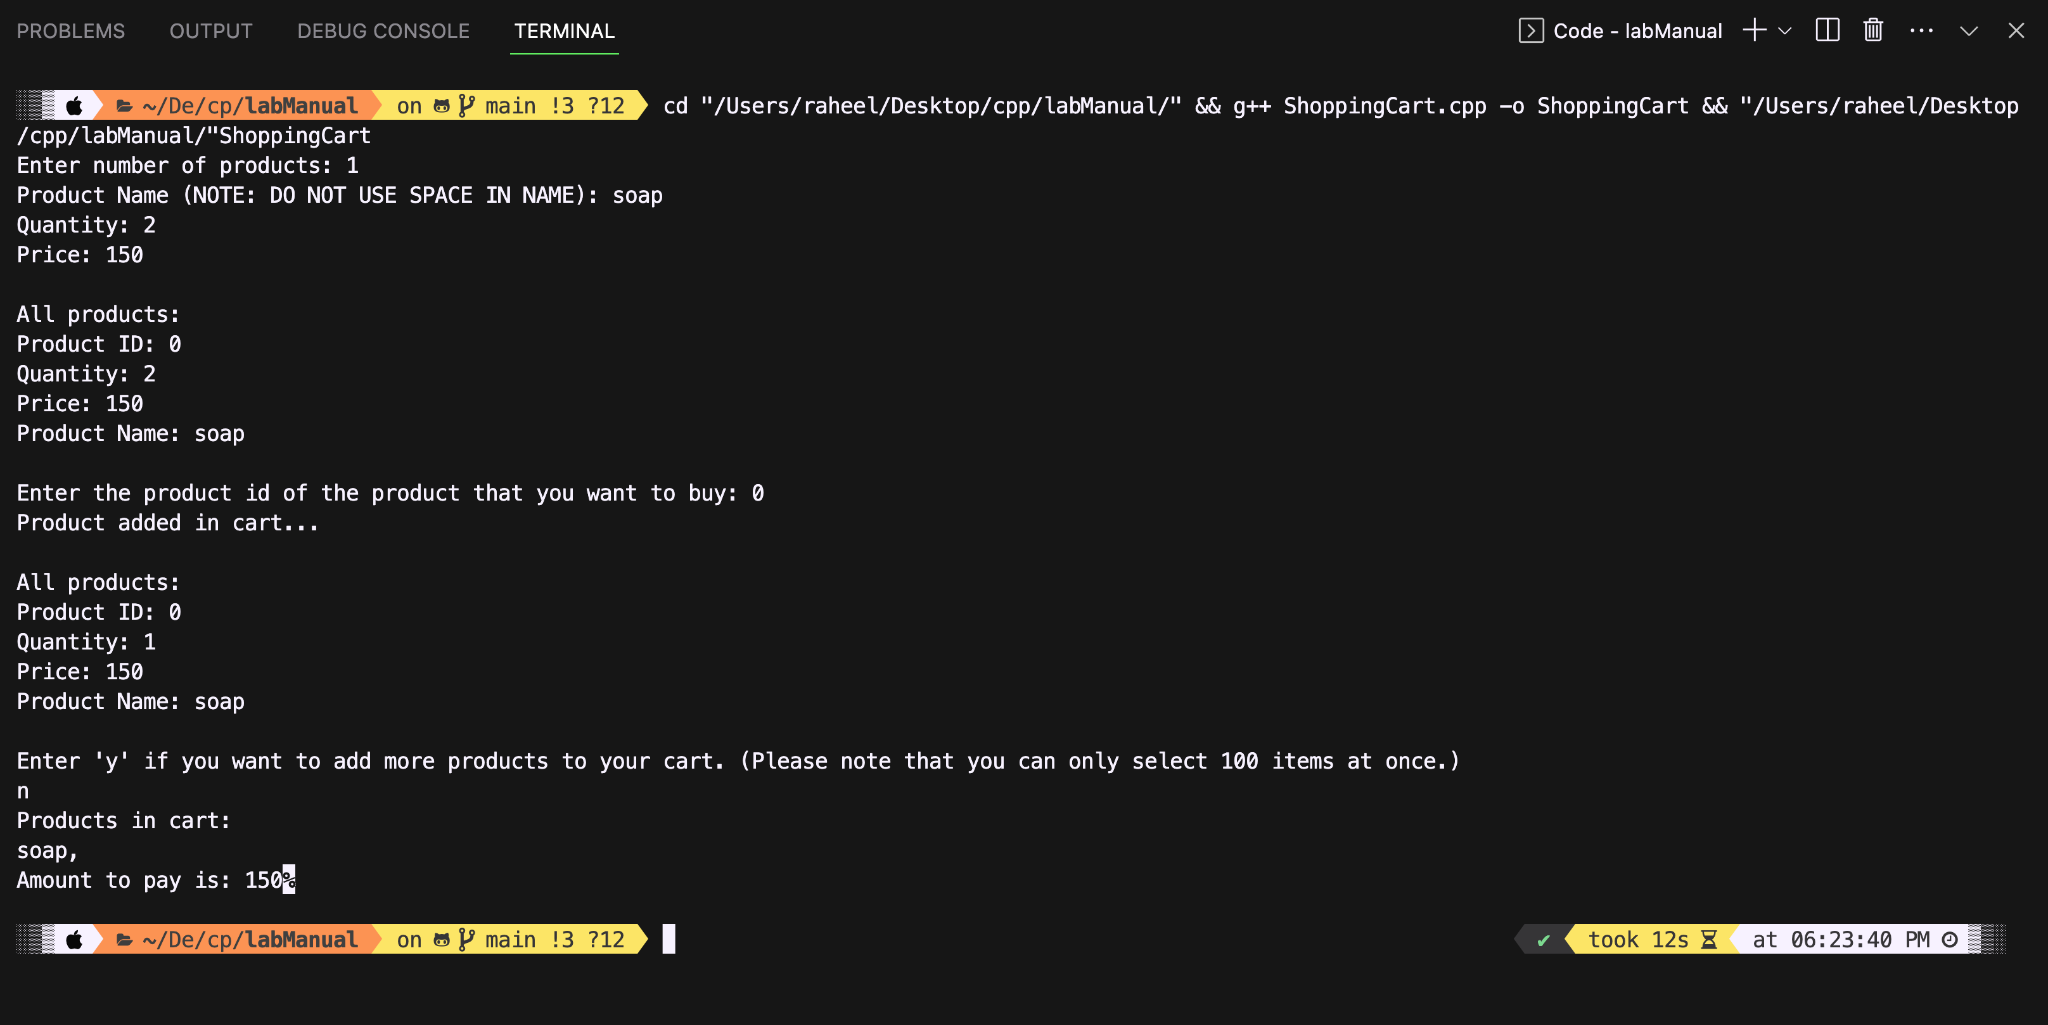 PROBLEMS OUTPUT DEBUG CONSOLE TERMINAL Code - labManual
~/De/cp/labManual on main !3 ?12 cd "/Users/raheel/Desktop/cpp/labManual/" && g++ ShoppingCart.cpp -o ShoppingCart && "/Users/raheel/Desktop
/cpp/labManual/"ShoppingCart
Enter number of products: 1
Product Name (NOTE: DO NOT USE SPACE IN NAME): soap
Quantity: 2
Price: 150
All products:
Product ID: 0
Quantity: 2
Price: 150
Product Name: soap
Enter the product id of the product that you want to buy: 0
Product added in cart...
All products:
Product ID: 0
Quantity: 1
Price: 150
Product Name: soap
Enter 'y' if you want to add more products to your cart. (Please note that you can only select 100 items at once.)
n
Products in cart:
soap,
Amount to pay is: 150%
~/De/cp/labManual on main !3 ?12 ✔ took 12s at 06:23:40 PM